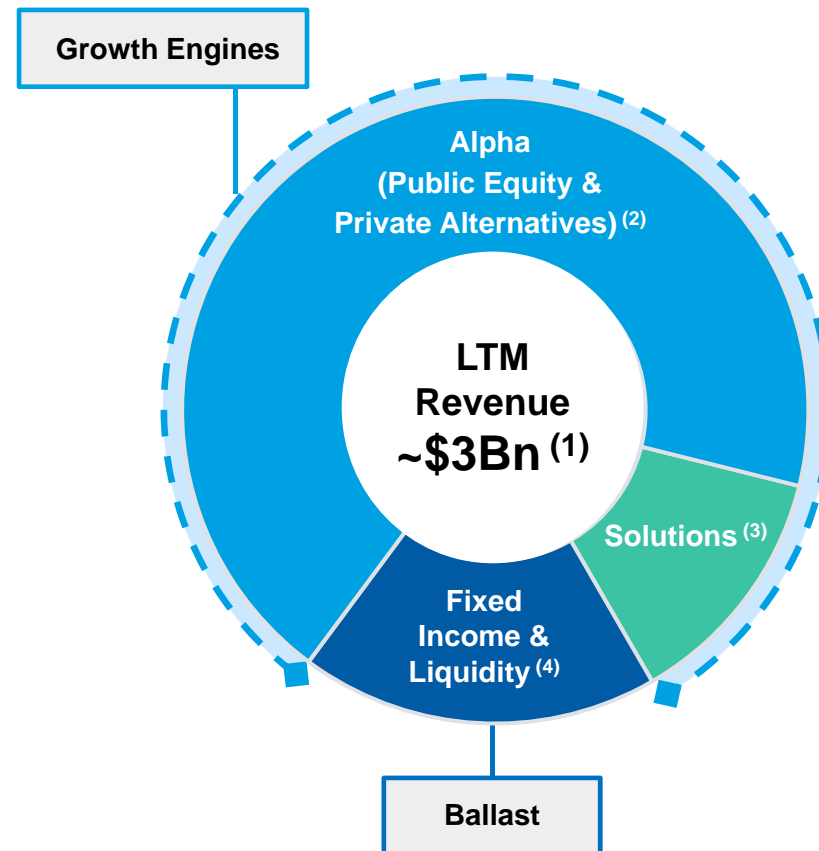 Growth Engines
Alpha
(Public Equity &
Private Alternatives) (2)
LTM
Revenue
~$3Bn (1)
Solutions (3)
Fixed
Income &
Liquidity (4)
Ballast